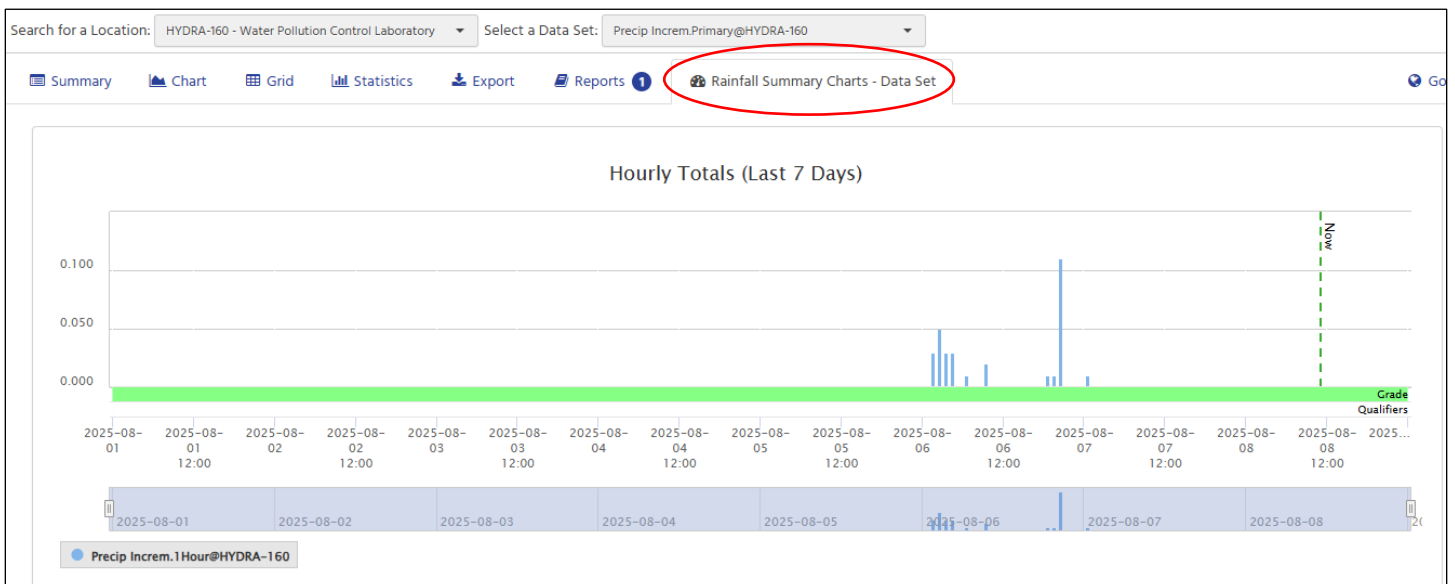 Search for a Location: HYDRA-160 - Water Pollution Control Laboratory Select a Data Set: Precip Increm.Primary@HYDRA-160
Summary Chart Grid Statistics Export Reports 1 Rainfall Summary Charts - Data Set Go
Hourly Totals (Last 7 Days)
Now
0.100
0.050
0.000
Grade
Qualifiers
2025-08- 2025-08- 2025-08- 2025-08- 2025-08- 2025-08- 2025-08- 2025-08- 2025-08- 2025-08- 2025-08- 2025-08- 2025-08- 2025-08- 2025-08- 2025-08- 2025...
01 01 02 02 03 03 04 04 05 05 06 06 07 07 08 08
12:00 12:00 12:00 12:00 12:00 12:00 12:00 12:00
2025-08-01 2025-08-02 2025-08-03 2025-08-04 2025-08-05 2025-08-06 2025-08-07 2025-08-08
Precip Increm.1Hour@HYDRA-160